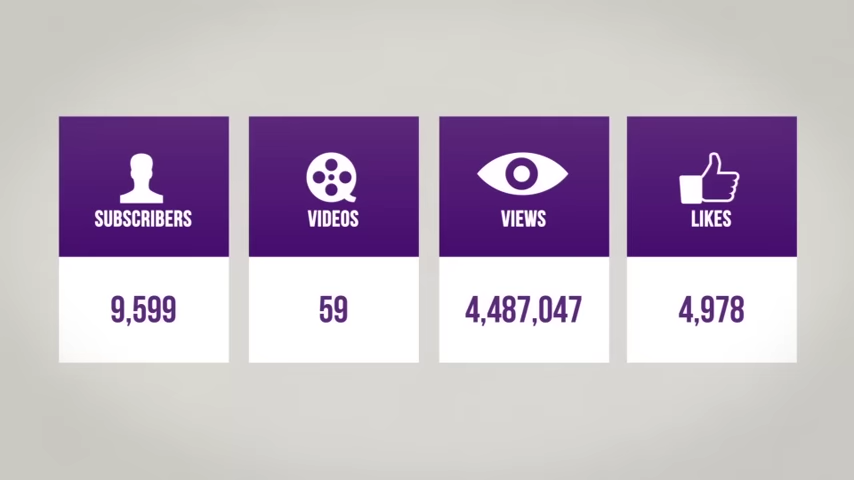 SUBSCRIBERS
9,599
VIDEOS
59
VIEWS
4,487,047
LIKES
4,978